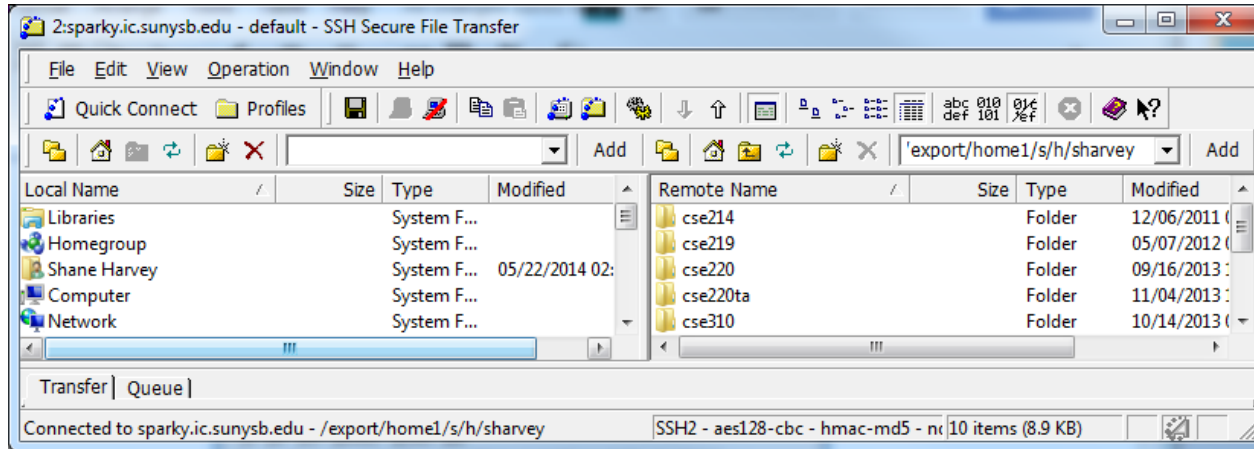 2:sparky.ic.sunysb.edu - default - SSH Secure File Transfer
File Edit View Operation Window Help
Quick Connect Profiles abc def 010 101
Add 'export/home1/s/h/sharvey Add
Local Name Size Type Modified Remote Name Size Type Modified
Libraries System F... cse214 Folder 12/06/2011
Homegroup System F... cse219 Folder 05/07/2012
Shane Harvey System F... 05/22/2014 02: cse220 Folder 09/16/2013
Computer System F... cse220ta Folder 11/04/2013
Network System F... cse310 Folder 10/14/2013
Transfer Queue
Connected to sparky.ic.sunysb.edu - /export/home1/s/h/sharvey SSH2 - aes128-cbc - hmac-md5 - 10 items (8.9 KB)